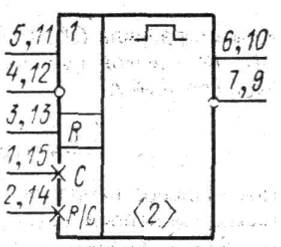 5,11 1 6,10
4,12 7,9
3,13 R
1,15 C
2,14 R/C ⟨2⟩